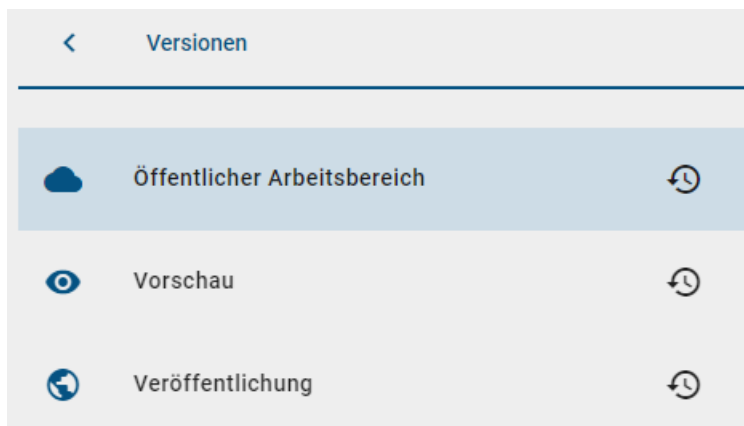 Versionen
Öffentlicher Arbeitsbereich
Vorschau
Veröffentlichung